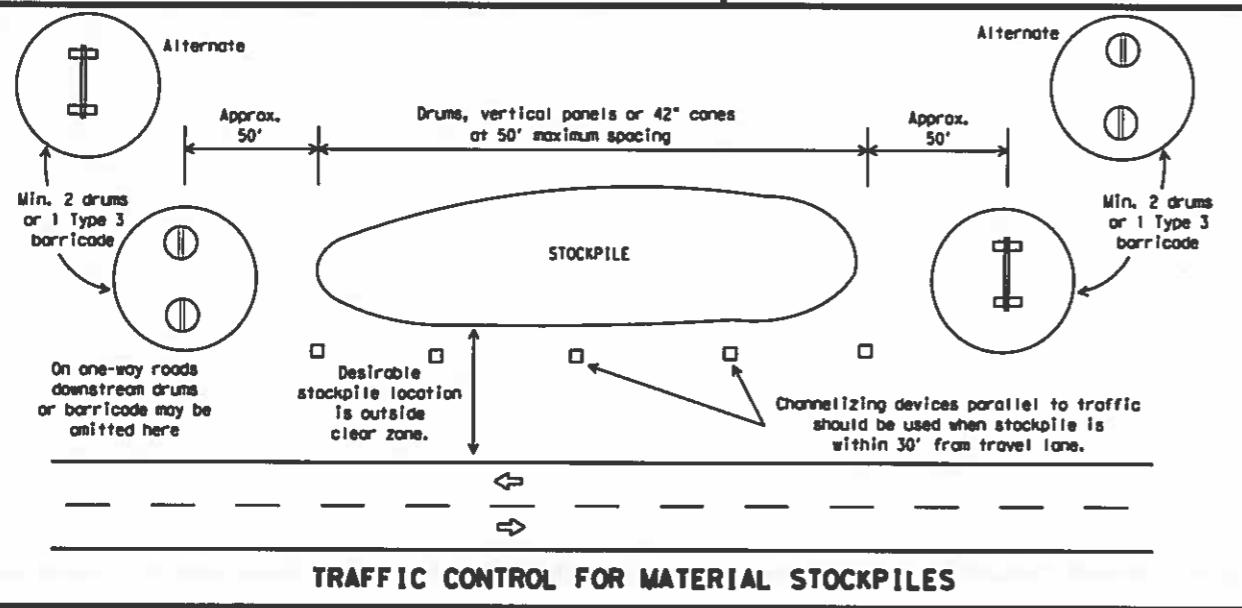 Alternate
Alternate
Approx.
50'
Drums, vertical panels or 42" cones
at 50' maximum spacing
Approx.
50'
Min. 2 drums
or 1 Type 3
barricade
Min. 2 drums
or 1 Type 3
barricade
STOCKPILE
On one-way roads
downstream drums
or barricade may be
omitted here
Desirable
stockpile location
is outside
clear zone.
Channelizing devices parallel to traffic
should be used when stockpile is
within 30' from travel lane.
TRAFFIC CONTROL FOR MATERIAL STOCKPILES